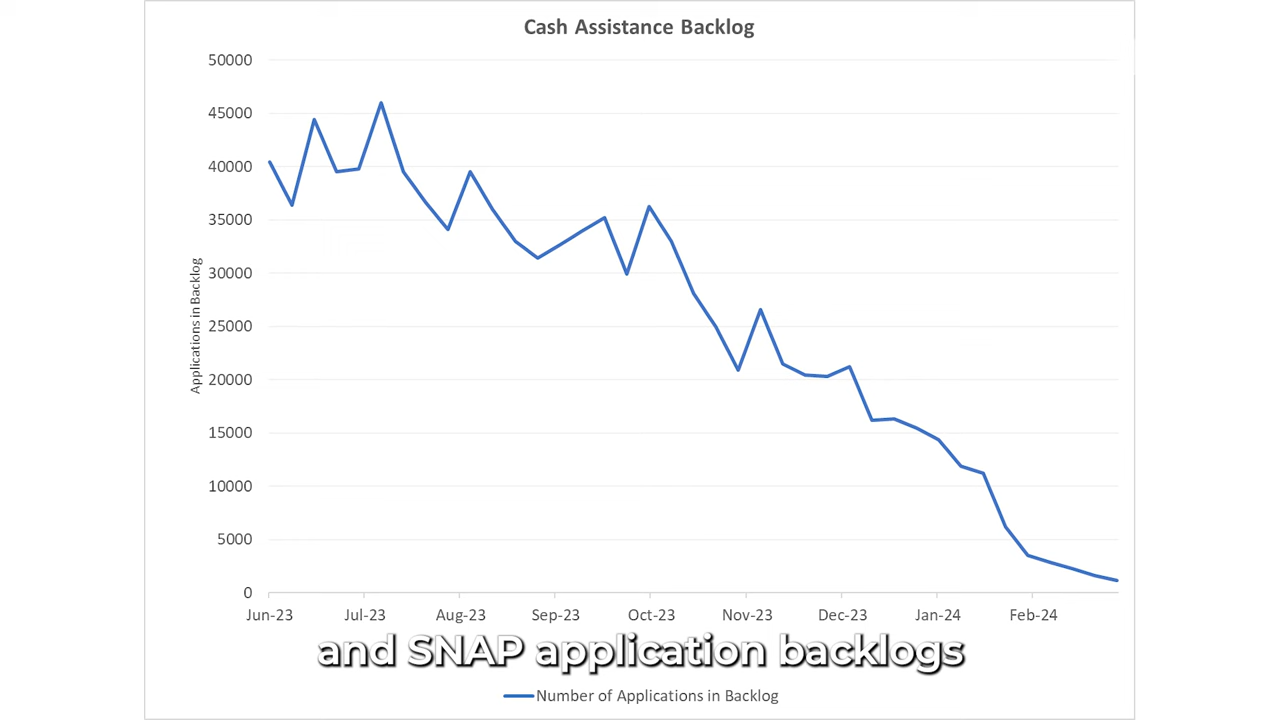 Cash Assistance Backlog
50000
45000
40000
35000
30000
25000
20000
15000
10000
5000
0
Applications in Backlog
Jun-23 Jul-23 Aug-23 Sep-23 Oct-23 Nov-23 Dec-23 Jan-24 Feb-24
and SNAP application backlogs
Number of Applications in Backlog